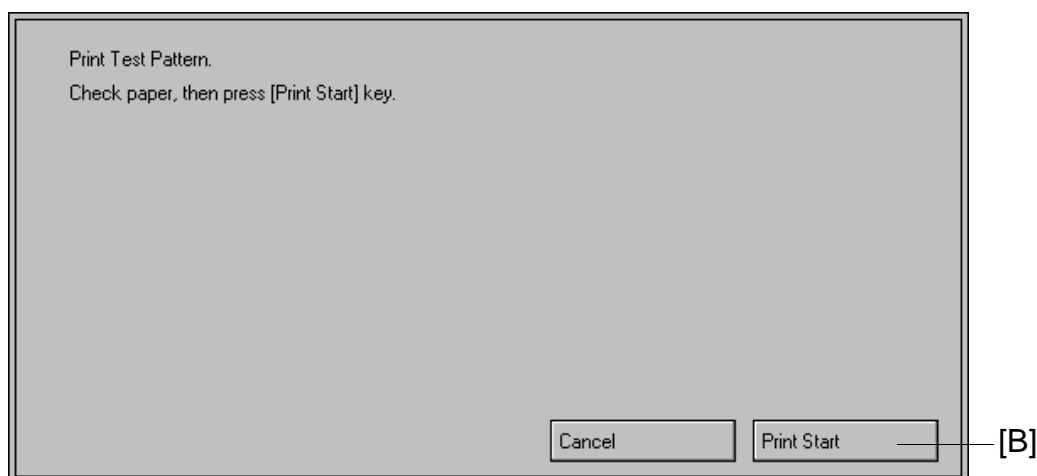 Print Test Pattern.
Check paper, then press [Print Start] key.
Cancel
Print Start
[B]